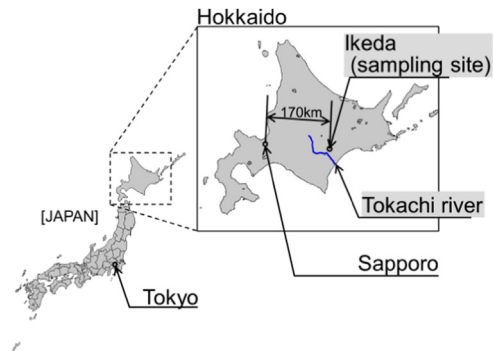 Hokkaido
Ikeda
(sampling site)
170km
[JAPAN]
Tokachi river
Sapporo
Tokyo